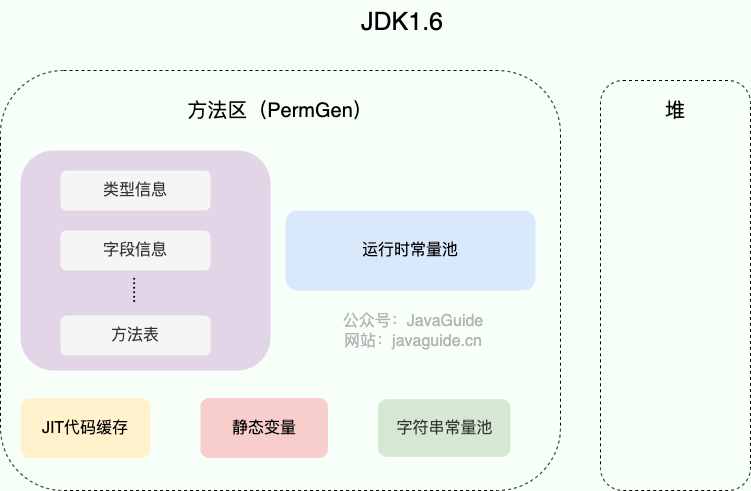 JDK1.6
方法区（PermGen）
堆
类型信息
字段信息
方法表
运行时常量池
公众号：JavaGuide
网站：javaguide.cn
JIT代码缓存
静态变量
字符串常量池